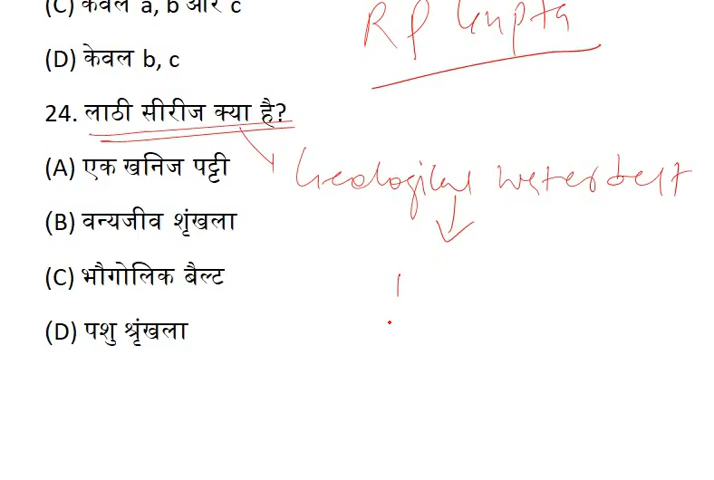 (C) केवल a, b और c
RP Gupta
(D) केवल b, c
24. लाठी सीरीज क्या है?
(A) एक खनिज पट्टी
Geological water belt
(B) वन्यजीव शृंखला
(C) भौगोलिक बैल्ट
(D) पशु श्रृंखला